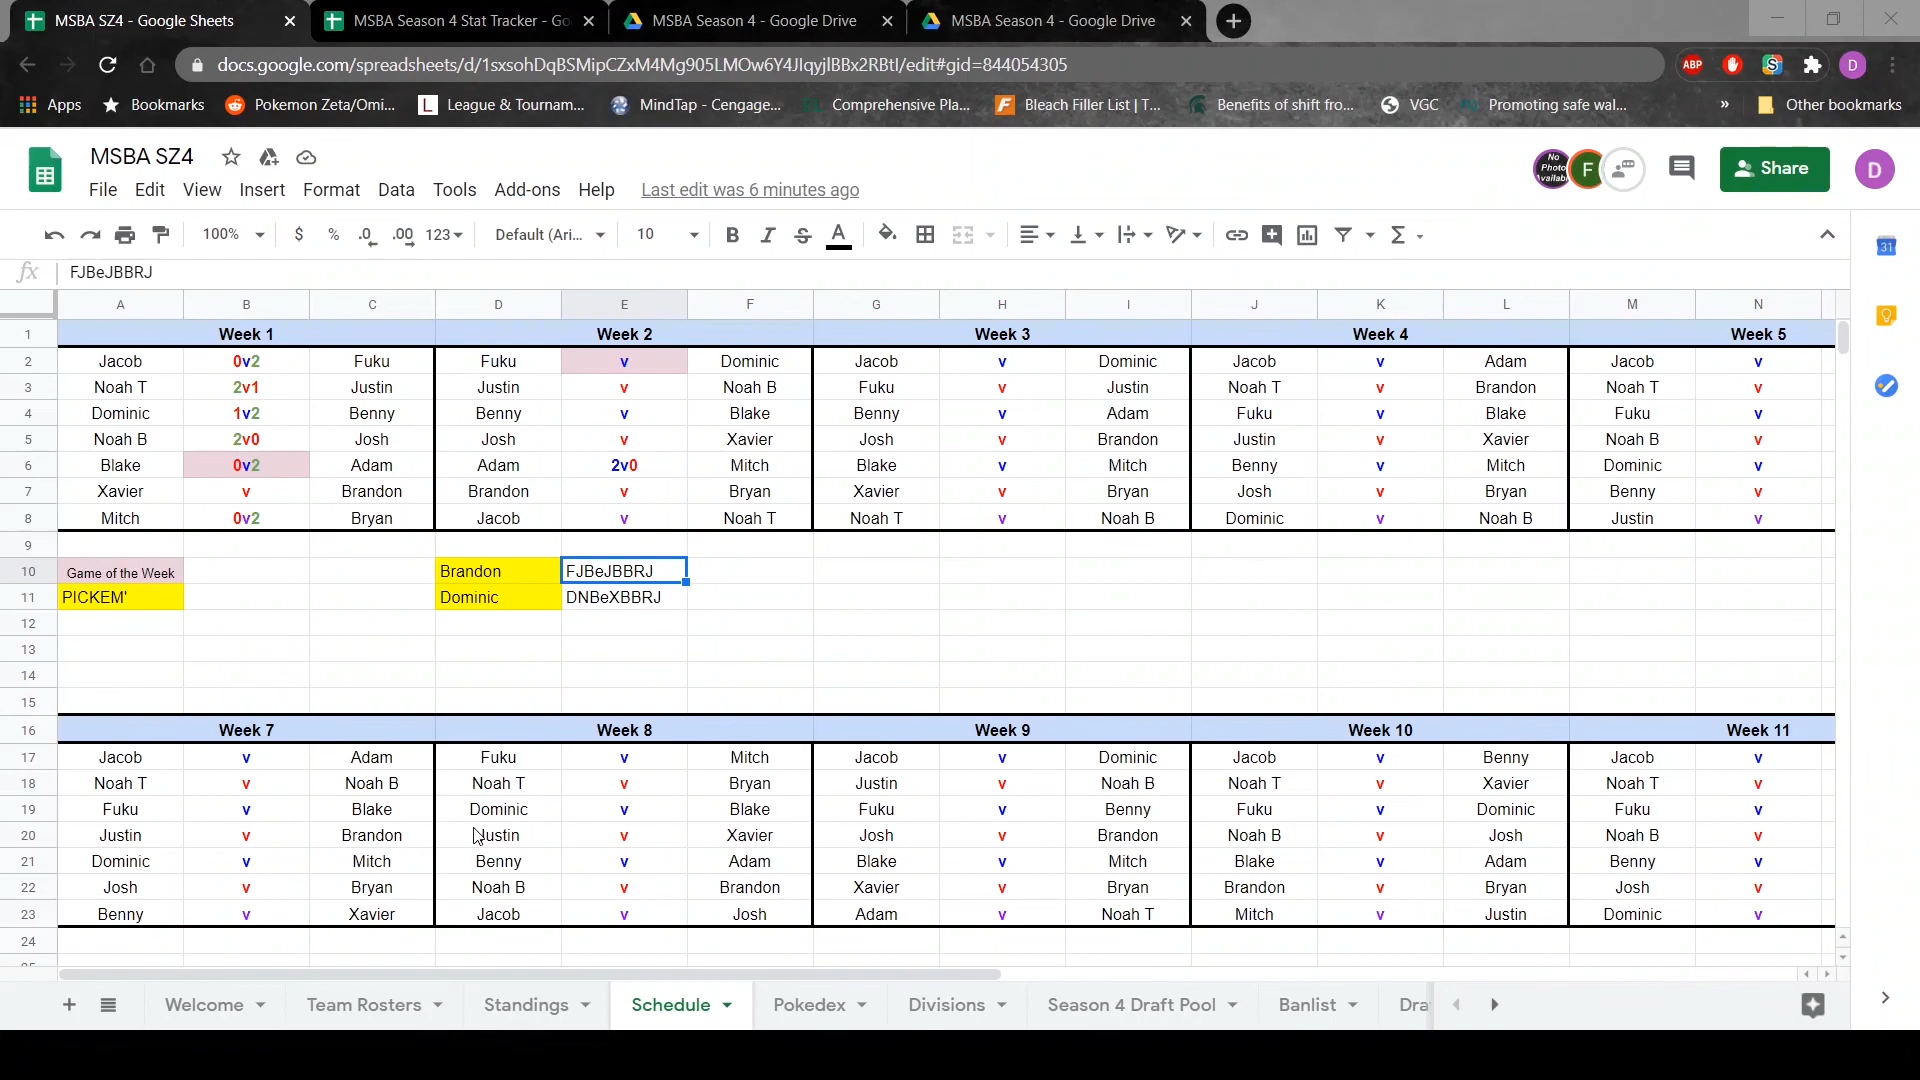 MSBA SZ4 - Google Sheets
MSBA Season 4 Stat Tracker - Go
MSBA Season 4 - Google Drive
MSBA Season 4 - Google Drive
docs.google.com/spreadsheets/d/1sxsohDqBSMipCZxM4Mg905LMOw6Y4JIqyjlBBx2RBtI/edit#gid=844054305
ABP
D
Apps
Bookmarks
Pokemon Zeta/Omi...
L League & Tournam...
MindTap - Cengage...
Comprehensive Pla...
Bleach Filler List | T...
Benefits of shift fro...
VGC
Promoting safe wal...
»
Other bookmarks
MSBA SZ4
No Photo
F
Share
D
File Edit View Insert Format Data Tools Add-ons Help Last edit was 6 minutes ago
100% $ % .0 .00 123 Default (Ari... 10 B I S A
31
fx FJBeJBBRJ
A B C D E F G H I J K L M N
1 Week 1 Week 2 Week 3 Week 4 Week 5
2 Jacob 0v2 Fuku Fuku v Dominic Jacob v Dominic Jacob v Adam Jacob v
3 Noah T 2v1 Justin Justin v Noah B Fuku v Justin Noah T v Brandon Noah T v
4 Dominic 1v2 Benny Benny v Blake Benny v Adam Fuku v Blake Fuku v
5 Noah B 2v0 Josh Josh v Xavier Josh v Brandon Justin v Xavier Noah B v
6 Blake 0v2 Adam Adam 2v0 Mitch Blake v Mitch Benny v Mitch Dominic v
7 Xavier v Brandon Brandon v Bryan Xavier v Bryan Josh v Bryan Benny v
8 Mitch 0v2 Bryan Jacob v Noah T Noah T v Noah B Dominic v Noah B Justin v
9
10 Game of the Week Brandon FJBeJBBRJ
11 PICKEM' Dominic DNBeXBBRJ
12
13
14
15
16 Week 7 Week 8 Week 9 Week 10 Week 11
17 Jacob v Adam Fuku v Mitch Jacob v Dominic Jacob v Benny Jacob v
18 Noah T v Noah B Noah T v Bryan Justin v Noah B Noah T v Xavier Noah T v
19 Fuku v Blake Dominic v Blake Fuku v Benny Fuku v Dominic Fuku v
20 Justin v Brandon Justin v Xavier Josh v Brandon Noah B v Josh Noah B v
21 Dominic v Mitch Benny v Adam Blake v Mitch Blake v Adam Benny v
22 Josh v Bryan Noah B v Brandon Xavier v Bryan Brandon v Bryan Josh v
23 Benny v Xavier Jacob v Josh Adam v Noah T Mitch v Justin Dominic v
24
Welcome Team Rosters Standings Schedule Pokedex Divisions Season 4 Draft Pool Banlist Dra